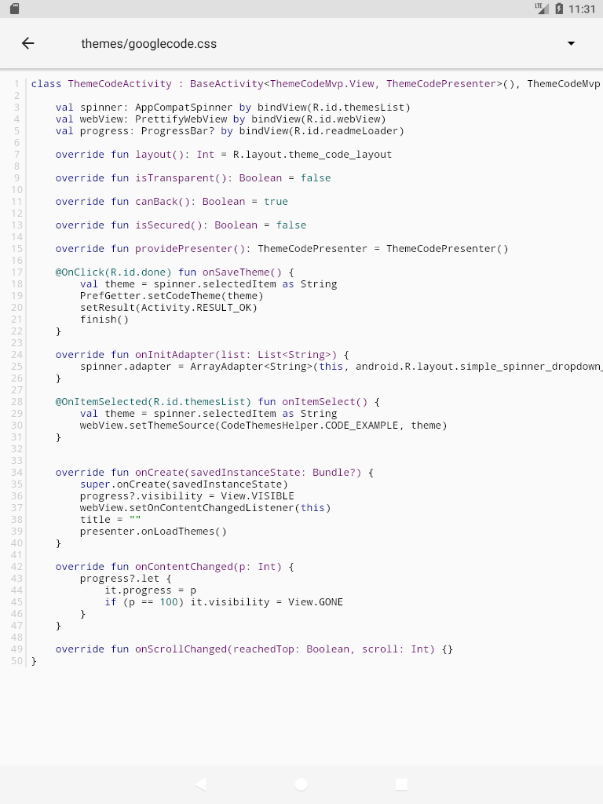 LTE 11:31
themes/googlecode.css
1 class ThemeCodeActivity : BaseActivity<ThemeCodeMvp.View, ThemeCodePresenter>(), ThemeCodeMvp
2
3 val spinner: AppCompatSpinner by bindView(R.id.themesList)
4 val webView: PrettifyWebView by bindView(R.id.webView)
5 val progress: ProgressBar? by bindView(R.id.readmeLoader)
6
7 override fun layout(): Int = R.layout.theme_code_layout
8
9 override fun isTransparent(): Boolean = false
10
11 override fun canBack(): Boolean = true
12
13 override fun isSecured(): Boolean = false
14
15 override fun providePresenter(): ThemeCodePresenter = ThemeCodePresenter()
16
17 @OnClick(R.id.done) fun onSaveTheme() {
18 val theme = spinner.selectedItem as String
19 PrefGetter.setCodeTheme(theme)
20 setResult(Activity.RESULT_OK)
21 finish()
22 }
23
24 override fun onInitAdapter(list: List<String>) {
25 spinner.adapter = ArrayAdapter<String>(this, android.R.layout.simple_spinner_dropdown_
26 }
27
28 @OnItemSelected(R.id.themesList) fun onItemSelect() {
29 val theme = spinner.selectedItem as String
30 webView.setThemeSource(CodeThemesHelper.CODE_EXAMPLE, theme)
31 }
32
33
34 override fun onCreate(savedInstanceState: Bundle?) {
35 super.onCreate(savedInstanceState)
36 progress?.visibility = View.VISIBLE
37 webView.setOnContentChangedListener(this)
38 title = ""
39 presenter.onLoadThemes()
40 }
41
42 override fun onContentChanged(p: Int) {
43 progress?.let {
44 it.progress = p
45 if (p == 100) it.visibility = View.GONE
46 }
47 }
48
49 override fun onScrollChanged(reachedTop: Boolean, scroll: Int) {}
50 }